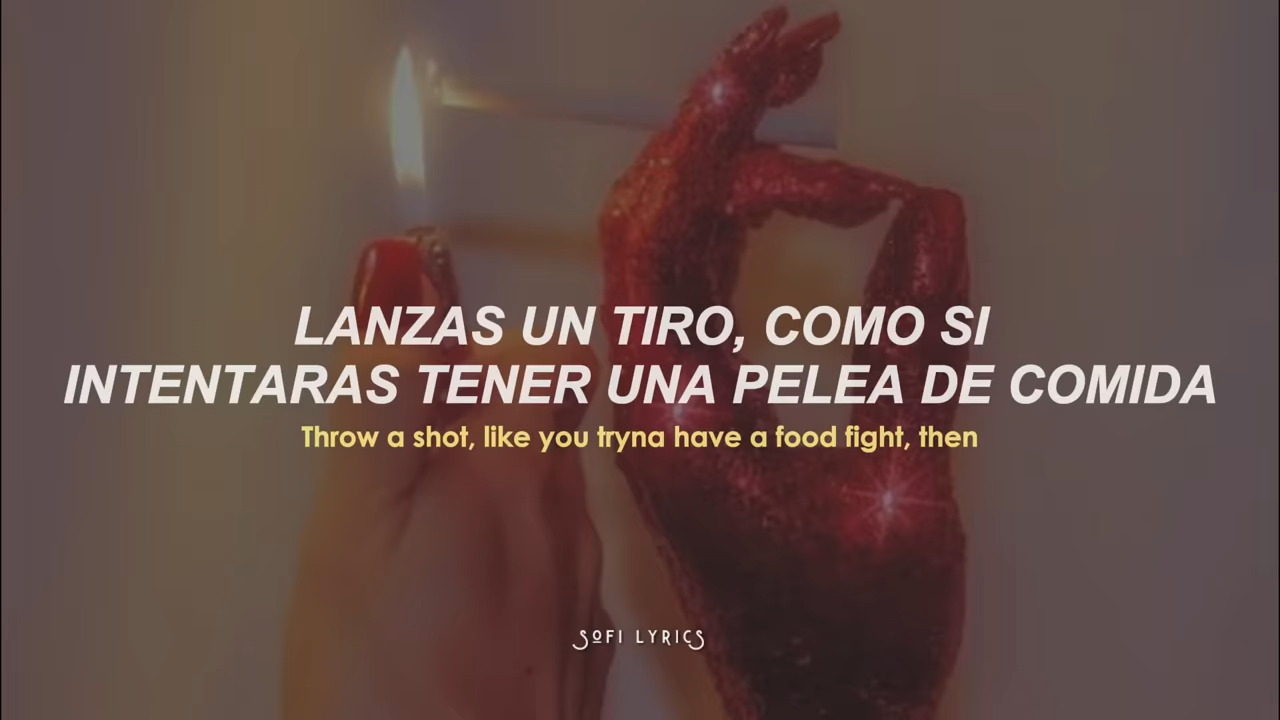 LANZAS UN TIRO, COMO SI
INTENTARAS TENER UNA PELEA DE COMIDA
Throw a shot, like you tryna have a food fight, then
SOFI LYRICS